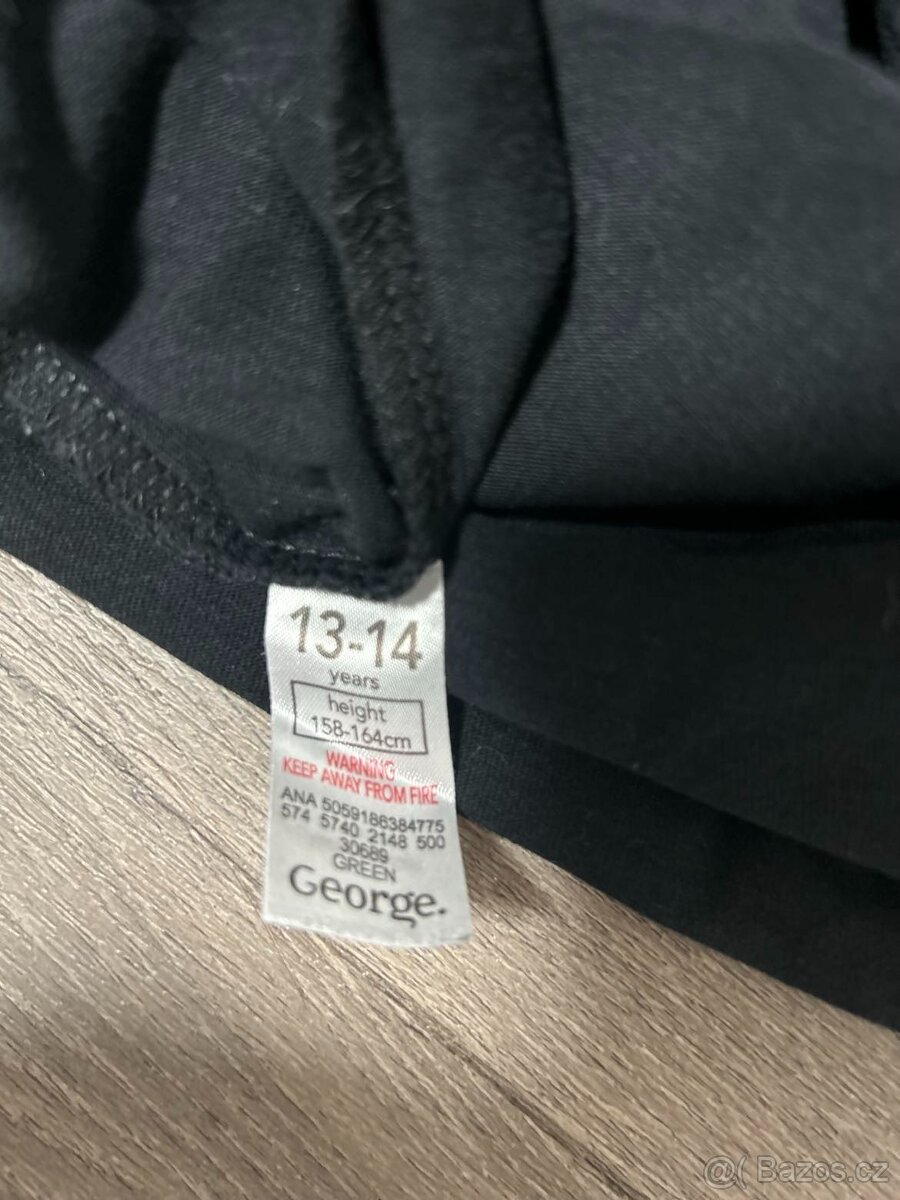 13-14
years
height
158-164cm
WARNING
KEEP AWAY FROM FIRE
ANA 5059186384775
574 5740 2148 500
30689
GREEN
George.
@( Bazos.cz